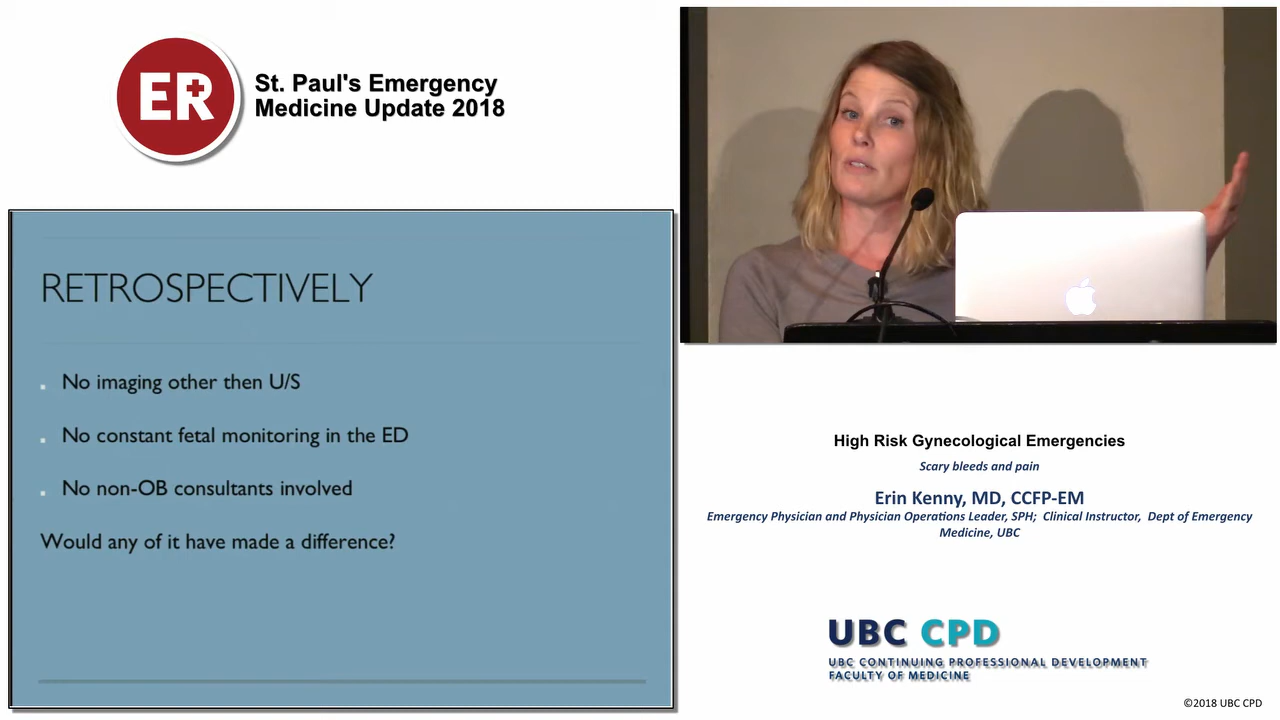 ER
St. Paul's Emergency
Medicine Update 2018
RETROSPECTIVELY
No imaging other then U/S
No constant fetal monitoring in the ED
No non-OB consultants involved
Would any of it have made a difference?
High Risk Gynecological Emergencies
Scary bleeds and pain
Erin Kenny, MD, CCFP-EM
Emergency Physician and Physician Operations Leader, SPH; Clinical Instructor, Dept of Emergency
Medicine, UBC
UBC CPD
UBC CONTINUING PROFESSIONAL DEVELOPMENT
FACULTY OF MEDICINE
©2018 UBC CPD